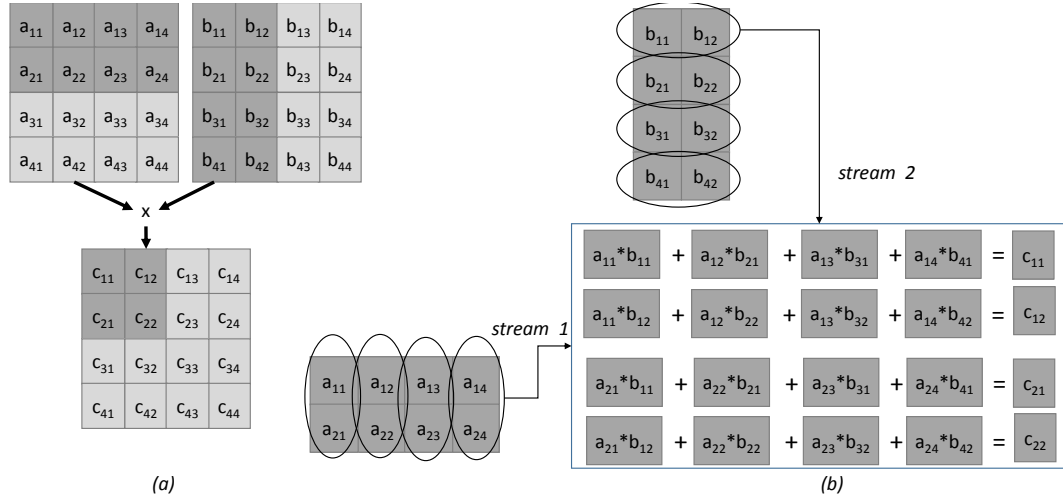 a₁₁ a₁₂ a₁₃ a₁₄
a₂₁ a₂₂ a₂₃ a₂₄
a₃₁ a₃₂ a₃₃ a₃₄
a₄₁ a₄₂ a₄₃ a₄₄
b₁₁ b₁₂ b₁₃ b₁₄
b₂₁ b₂₂ b₂₃ b₂₄
b₃₁ b₃₂ b₃₃ b₃₄
b₄₁ b₄₂ b₄₃ b₄₄
x
c₁₁ c₁₂ c₁₃ c₁₄
c₂₁ c₂₂ c₂₃ c₂₄
c₃₁ c₃₂ c₃₃ c₃₄
c₄₁ c₄₂ c₄₃ c₄₄
(a)
b₁₁ b₁₂
b₂₁ b₂₂
b₃₁ b₃₂
b₄₁ b₄₂
stream 2
stream 1
a₁₁ a₁₂ a₁₃ a₁₄
a₂₁ a₂₂ a₂₃ a₂₄
a₁₁*b₁₁ + a₁₂*b₂₁ + a₁₃*b₃₁ + a₁₄*b₄₁ = c₁₁
a₁₁*b₁₂ + a₁₂*b₂₂ + a₁₃*b₃₂ + a₁₄*b₄₂ = c₁₂
a₂₁*b₁₁ + a₂₂*b₂₁ + a₂₃*b₃₁ + a₂₄*b₄₁ = c₂₁
a₂₁*b₁₂ + a₂₂*b₂₂ + a₂₃*b₃₂ + a₂₄*b₄₂ = c₂₂
(b)